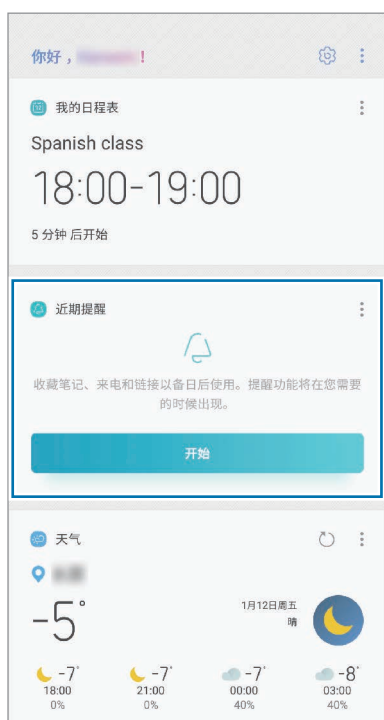 你好， !
我的日程表
Spanish class
18:00-19:00
5 分钟 后开始
近期提醒
收藏笔记、来电和链接以备日后使用。提醒功能将在您需要
的时候出现。
开始
天气
-5°
1月12日周五
晴
-7° -7° -7° -8°
18:00 21:00 00:00 03:00
0% 0% 40% 40%